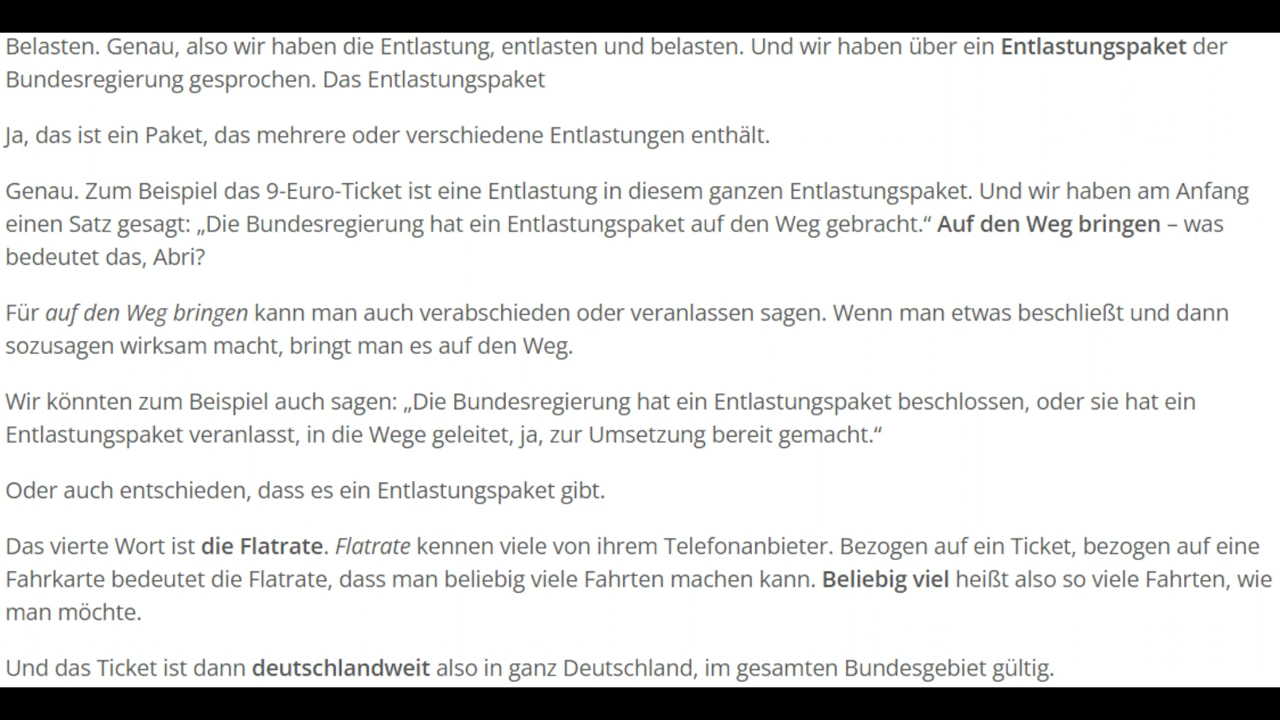 Belasten. Genau, also wir haben die Entlastung, entlasten und belasten. Und wir haben über ein Entlastungspaket der
Bundesregierung gesprochen. Das Entlastungspaket
Ja, das ist ein Paket, das mehrere oder verschiedene Entlastungen enthält.
Genau. Zum Beispiel das 9-Euro-Ticket ist eine Entlastung in diesem ganzen Entlastungspaket. Und wir haben am Anfang
einen Satz gesagt: „Die Bundesregierung hat ein Entlastungspaket auf den Weg gebracht.“ Auf den Weg bringen – was
bedeutet das, Abri?
Für auf den Weg bringen kann man auch verabschieden oder veranlassen sagen. Wenn man etwas beschließt und dann
sozusagen wirksam macht, bringt man es auf den Weg.
Wir könnten zum Beispiel auch sagen: „Die Bundesregierung hat ein Entlastungspaket beschlossen, oder sie hat ein
Entlastungspaket veranlasst, in die Wege geleitet, ja, zur Umsetzung bereit gemacht.“
Oder auch entschieden, dass es ein Entlastungspaket gibt.
Das vierte Wort ist die Flatrate. Flatrate kennen viele von ihrem Telefonanbieter. Bezogen auf ein Ticket, bezogen auf eine
Fahrkarte bedeutet die Flatrate, dass man beliebig viele Fahrten machen kann. Beliebig viel heißt also so viele Fahrten, wie
man möchte.
Und das Ticket ist dann deutschlandweit also in ganz Deutschland, im gesamten Bundesgebiet gültig.